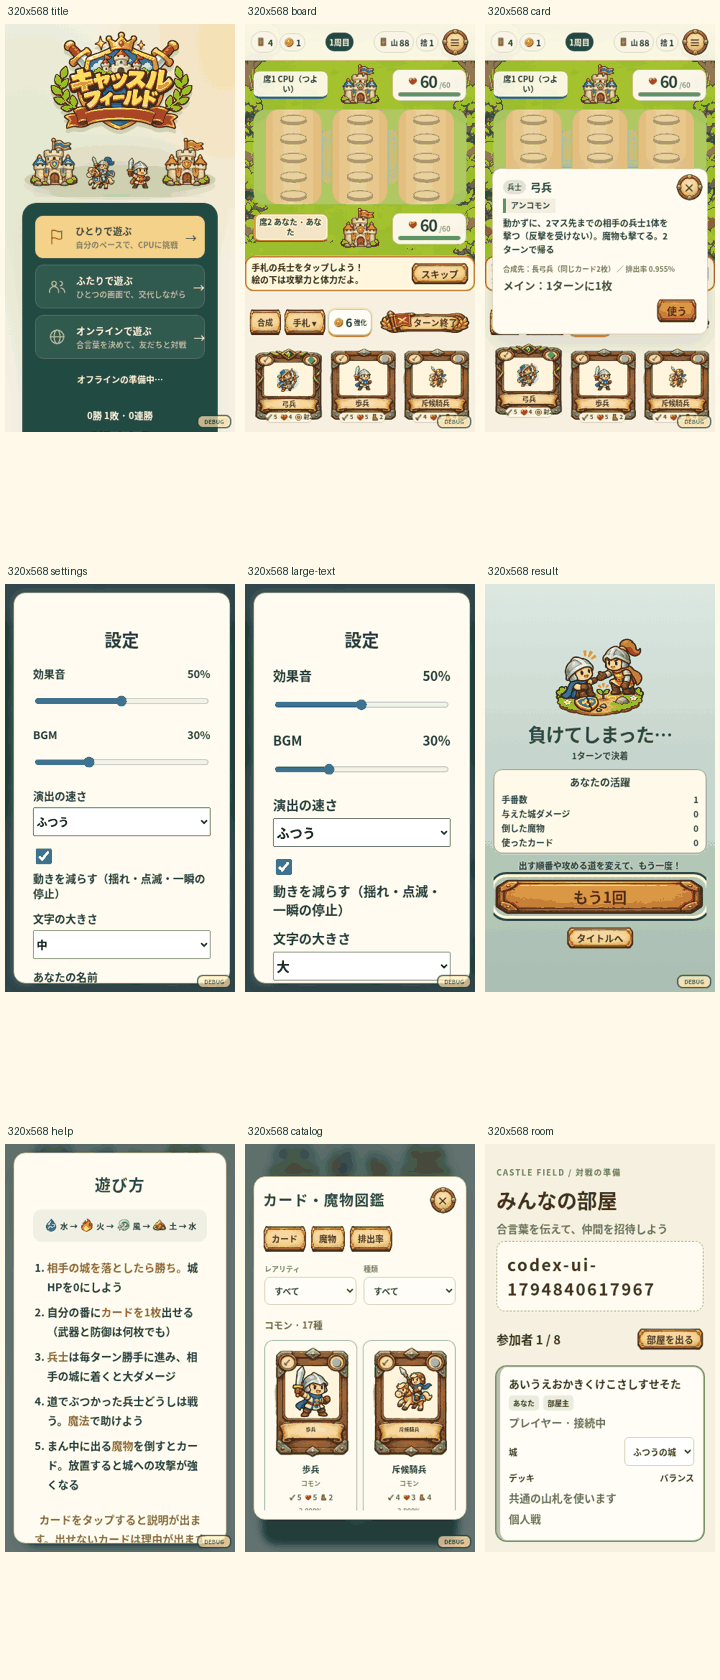 320x568 title
キャッスル
フィールド
ひとりで遊ぶ
自分のペースで、CPUに挑戦
→
ふたりで遊ぶ
ひとつの画面で、交代しながら
→
オンラインで遊ぶ
合言葉を決めて、友だちと対戦
→
オフラインの準備中…
0勝 1敗・0連勝
DEBUG
320x568 board
4
1
1周目
山 88
捨 1
席1 CPU（つよ
い）
60 /60
席2 あなた・あな
た
60 /60
手札の兵士をタップしよう！
絵の下は攻撃力と体力だよ。
スキップ
合成
手札▾
6 強化
ターン終了
弓兵
歩兵
斥候騎兵
5 4
5 2
DEBUG
320x568 card
4
1
1周目
山 88
捨 1
席1 CPU（つよ
い）
60 /60
兵士 弓兵
アンコモン
動かずに、2マス先までの相手の兵士1体を
撃つ（反撃を受けない）。魔物も撃てる。2
ターンで帰る
合成先：長弓兵（同じカード2枚） ／ 排出率 0.955%
メイン：1ターンに1枚
使う
弓兵
歩兵
斥候騎兵
5 4
5 2
DEBUG
320x568 settings
設定
効果音 50%
BGM 30%
演出の速さ
ふつう
動きを減らす（揺れ・点滅・一瞬の
停止）
文字の大きさ
中
あなたの名前
DEBUG
320x568 large-text
設定
効果音 50%
BGM 30%
演出の速さ
ふつう
動きを減らす（揺れ・点滅・
一瞬の停止）
文字の大きさ
大
DEBUG
320x568 result
負けてしまった…
1ターンで決着
あなたの活躍
手番数 1
与えた城ダメージ 0
倒した魔物 0
使ったカード 0
出す順番や攻める道を変えて、もう一度！
もう1回
タイトルへ
DEBUG
320x568 help
遊び方
水→ 火→ 風→ 土→水
1. 相手の城を落としたら勝ち。城
HPを0にしよう
2. 自分の番にカードを1枚出せる
（武器と防御は何枚でも）
3. 兵士は毎ターン勝手に進み、相
手の城に着くと大ダメージ
4. 道でぶつかった兵士どうしは戦
う。魔法で助けよう
5. まん中に出る魔物を倒すとカー
ド。放置すると城への攻撃が強
くなる
カードをタップすると説明が出ま
す。出せないカードは理由が出ます
DEBUG
320x568 catalog
カード・魔物図鑑
カード
魔物
排出率
レアリティ
種類
すべて
すべて
コモン・17種
歩兵
斥候騎兵
歩兵
斥候騎兵
コモン
コモン
5 5 2
4 3 4
DEBUG
320x568 room
CASTLE FIELD / 対戦の準備
みんなの部屋
合言葉を伝えて、仲間を招待しよう
codex-ui-
1794840617967
参加者 1 / 8
部屋を出る
あいうえおかきくけこさしすせそた
あなた 部屋主
プレイヤー・接続中
城
ふつうの城
デッキ
バランス
共通の山札を使います
個人戦